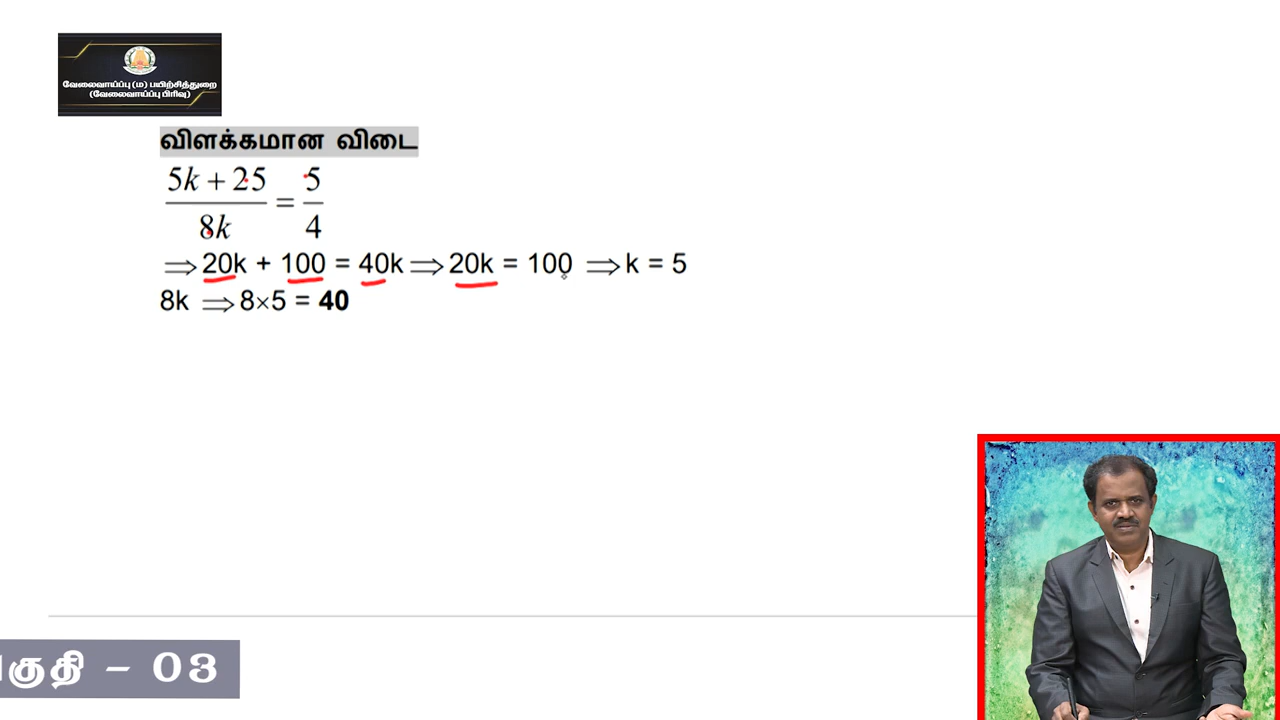 வேலைவாய்ப்பு (ம) பயிற்சித்துறை
(வேலைவாய்ப்பு பிரிவு)
விளக்கமான விடை
5k + 25 / 8k = 5 / 4
⇒ 20k + 100 = 40k ⇒ 20k = 100 ⇒ k = 5
8k ⇒ 8×5 = 40
குதி – 03